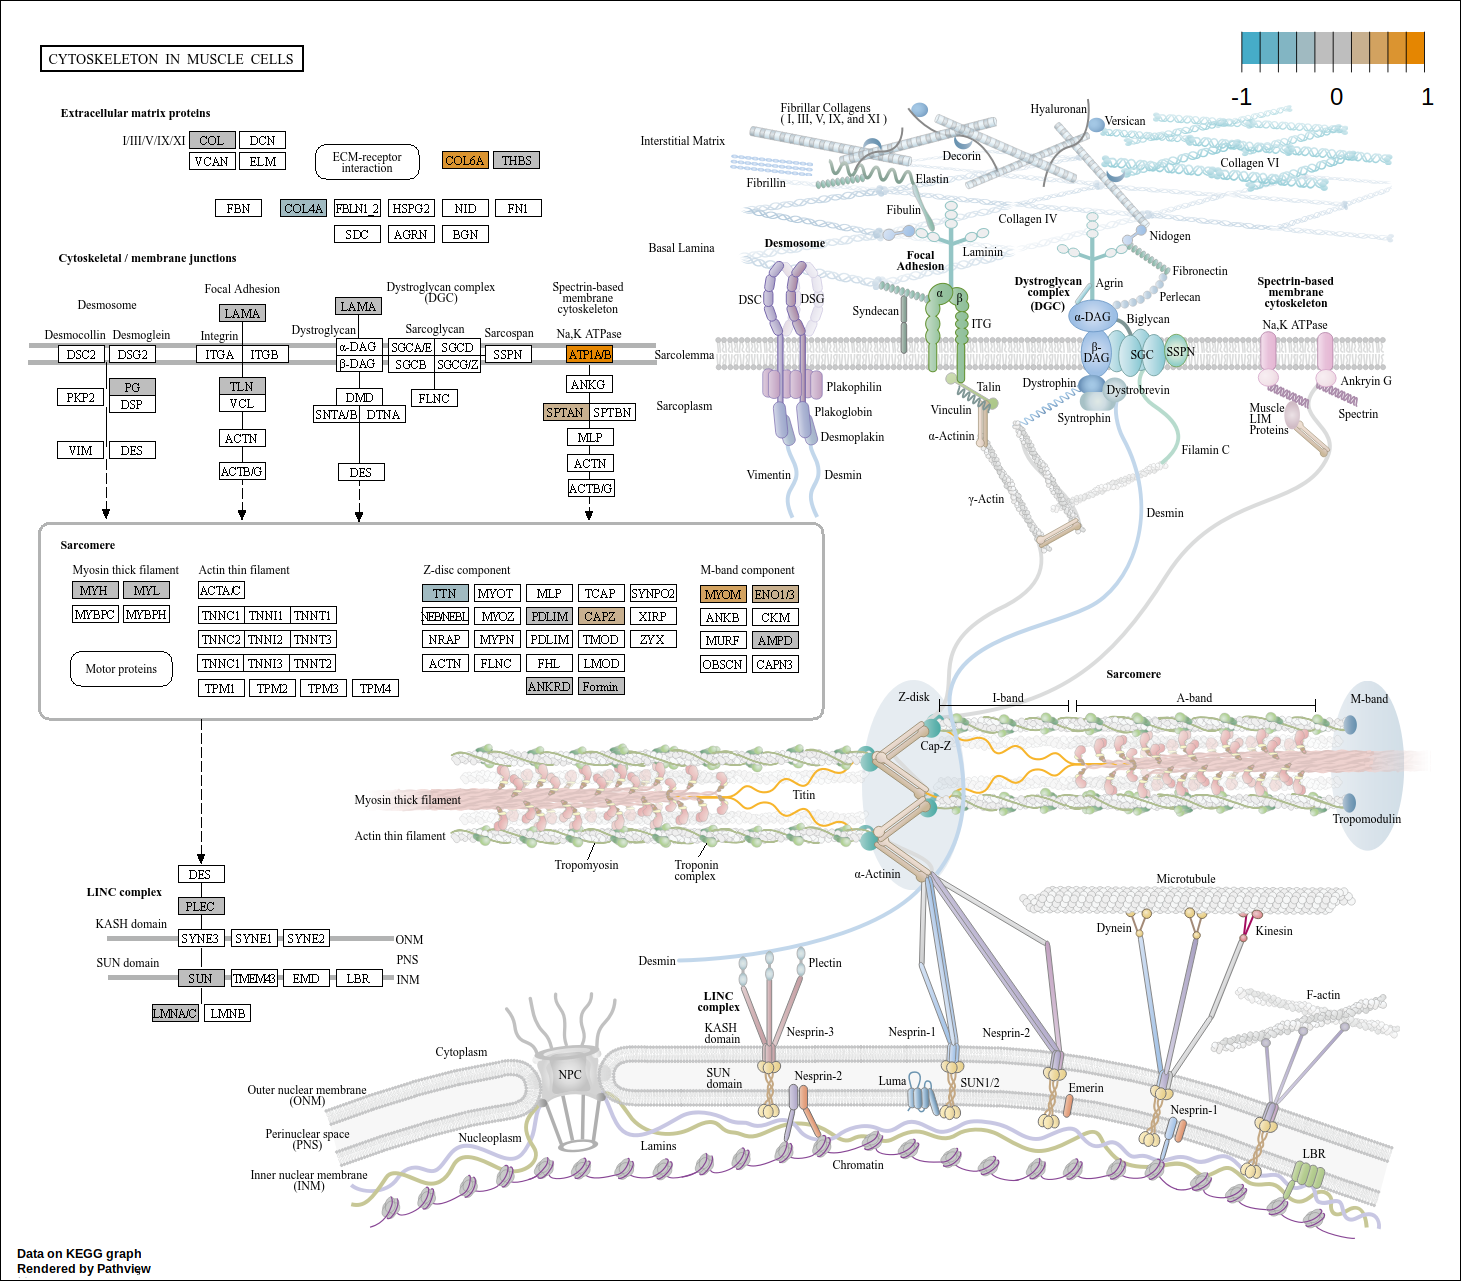 CYTOSKELETON IN MUSCLE CELLS
-1 0 1
Extracellular matrix proteins
I/III/V/IX/XI COL DCN
VCAN ELM
ECM-receptor
interaction
COL6A THBS
FBN COL4A FBLN1_2 HSPG2 NID FN1
SDC AGRN BGN
Cytoskeletal / membrane junctions
Desmosome
Focal Adhesion
Dystroglycan complex
(DGC)
Spectrin-based
membrane
cytoskeleton
LAMA LAMA
Desmocollin Desmoglein Integrin Dystroglycan Sarcoglycan Sarcospan Na,K ATPase
DSC2 DSG2 ITGA ITGB α-DAG SGCA/E SGCD SSPN ATP1A/B
β-DAG SGCB SGCG/Z
PKP2 PG TLN DMD FLNC ANKG
DSP VCL SNTA/B DTNA SPTAN SPTBN
VIM DES ACTN MLP
ACTB/G DES ACTN
ACTB/G
Sarcomere
Myosin thick filament Actin thin filament Z-disc component M-band component
MYH MYL ACTA/C TTN MYOT MLP TCAP SYNPO2 MYOM ENO1/3
MYBPC MYBPH TNNC1 TNNI1 TNNT1 NEB/NEBL MYOZ PDLIM CAPZ XIRP ANKB CKM
TNNC2 TNNI2 TNNT3 NRAP MYPN PDLIM TMOD ZYX MURF AMPD
Motor proteins TNNC1 TNNI3 TNNT2 ACTN FLNC FHL LMOD OBSCN CAPN3
TPM1 TPM2 TPM3 TPM4 ANKRD Formin
DES
LINC complex
PLEC
KASH domain
SYNE3 SYNE1 SYNE2 ONM
PNS
SUN domain
SUN TMEM43 EMD LBR INM
LMNA/C LMNB
Fibrillar Collagens
( I, III, V, IX, and XI )
Hyaluronan
Versican
Interstitial Matrix
Decorin
Collagen VI
Fibrillin
Elastin
Fibulin
Collagen IV
Nidogen
Basal Lamina
Desmosome
Laminin
Focal
Adhesion
Fibronectin
Dystroglycan
complex
(DGC)
Agrin
Perlecan
Spectrin-based
membrane
cytoskeleton
DSC DSG
Syndecan
α β
ITG
α-DAG
Biglycan
Na,K ATPase
Sarcolemma
β-
DAG
SGC
SSPN
Plakophilin
Talin
Dystrophin
Dystrobrevin
Ankyrin G
Sarcoplasm
Plakoglobin
Vinculin
Syntrophin
Muscle
LIM
Proteins
Spectrin
Desmoplakin
α-Actinin
Filamin C
Vimentin Desmin
γ-Actin
Desmin
Sarcomere
Z-disk I-band A-band M-band
Cap-Z
Myosin thick filament
Titin
Tropomodulin
Actin thin filament
Tropomyosin
Troponin
complex
α-Actinin
Microtubule
Dynein
Kinesin
Desmin
Plectin
LINC
complex
F-actin
KASH
domain
Nesprin-3 Nesprin-1 Nesprin-2
Cytoplasm
NPC
SUN
domain
Nesprin-2
Luma
SUN1/2
Emerin
Outer nuclear membrane
(ONM)
Nesprin-1
Perinuclear space
(PNS)
Nucleoplasm
Lamins
Chromatin
LBR
Inner nuclear membrane
(INM)
Data on KEGG graph
Rendered by Pathview